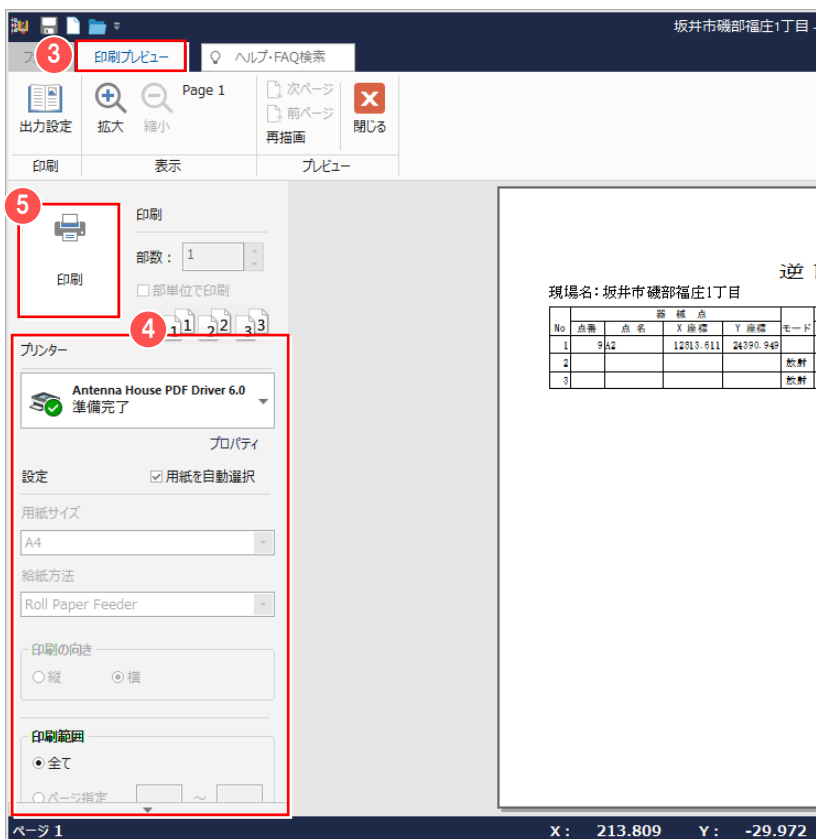 坂井市磯部福庄1丁目 -
3
印刷プレビュー
ヘルプ・FAQ検索
出力設定
拡大
縮小
Page 1
次ページ
前ページ
再描画
閉じる
印刷
表示
プレビュー
5
印刷
印刷
部数： 1
部単位で印刷
4
1 1 2 2 3 3
プリンター
Antenna House PDF Driver 6.0
準備完了
プロパティ
設定
用紙を自動選択
用紙サイズ
A4
給紙方法
Roll Paper Feeder
印刷の向き
縦 横
印刷範囲
全て
ページ指定 ～
逆
現場名：坂井市磯部福庄1丁目
器 械 点
No 点番 点 名 X 座標 Y 座標 モード
1 9 A2 12813.611 24390.949
2 放射
3 放射
ページ 1
X： 213.809 Y： -29.972